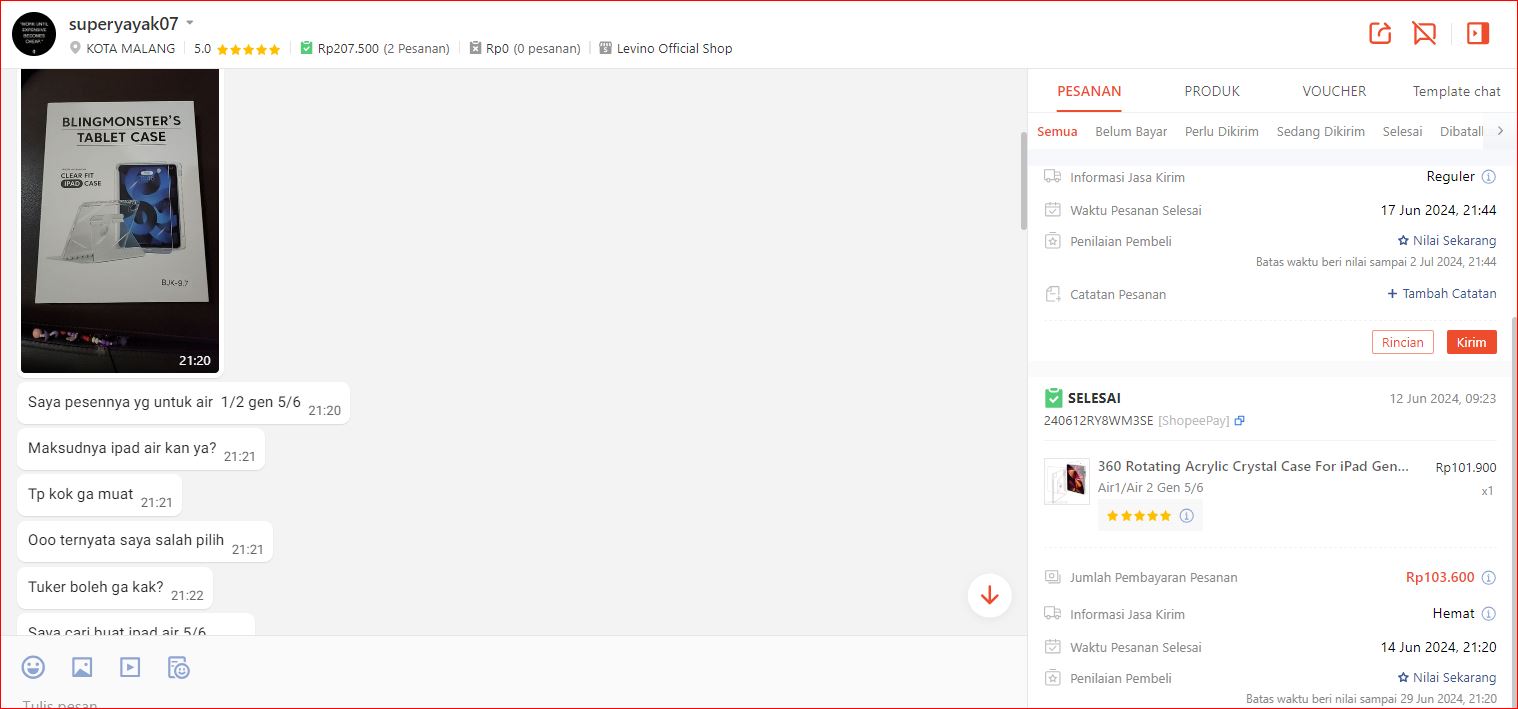 "WORK UNTIL
EXPENSIVE
BECOMES
CHEAP."
superyayak07
KOTA MALANG
5.0
Rp207.500 (2 Pesanan)
Rp0 (0 pesanan)
Levino Official Shop
BLINGMONSTER'S
TABLET CASE
CLEAR FIT
IPAD CASE
BJK-9.7
21:20
Saya pesennya yg untuk air 1/2 gen 5/6 21:20
Maksudnya ipad air kan ya? 21:21
Tp kok ga muat 21:21
Ooo ternyata saya salah pilih 21:21
Tuker boleh ga kak? 21:22
Saya cari buat ipad air 5/6
Tulis pesan
PESANAN PRODUK VOUCHER Template chat
Semua Belum Bayar Perlu Dikirim Sedang Dikirim Selesai Dibatall
Informasi Jasa Kirim Reguler
Waktu Pesanan Selesai 17 Jun 2024, 21:44
Penilaian Pembeli Nilai Sekarang
Batas waktu beri nilai sampai 2 Jul 2024, 21:44
Catatan Pesanan + Tambah Catatan
Rincian Kirim
SELESAI 12 Jun 2024, 09:23
240612RY8WM3SE [ShopeePay]
360 Rotating Acrylic Crystal Case For iPad Gen... Rp101.900
Air1/Air 2 Gen 5/6 x1
Jumlah Pembayaran Pesanan Rp103.600
Informasi Jasa Kirim Hemat
Waktu Pesanan Selesai 14 Jun 2024, 21:20
Penilaian Pembeli Nilai Sekarang
Batas waktu beri nilai sampai 29 Jun 2024, 21:20